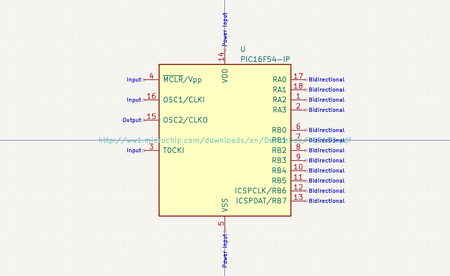 Power Input
14
U
PIC16F54-IP
VDD
Input 4 MCLR/Vpp
Input 16 OSC1/CLKI
Output 15 OSC2/CLKO
Input 3 T0CKI
RA0 17 Bidirectional
RA1 18 Bidirectional
RA2 1 Bidirectional
RA3 2 Bidirectional
RB0 6 Bidirectional
http://ww1.microchip.com/downloads/en/
RB1 7 Bidirectional
RB2 8 Bidirectional
RB3 9 Bidirectional
RB4 10 Bidirectional
RB5 11 Bidirectional
ICSPCLK/RB6 12 Bidirectional
ICSPDAT/RB7 13 Bidirectional
VSS
5
Power Input